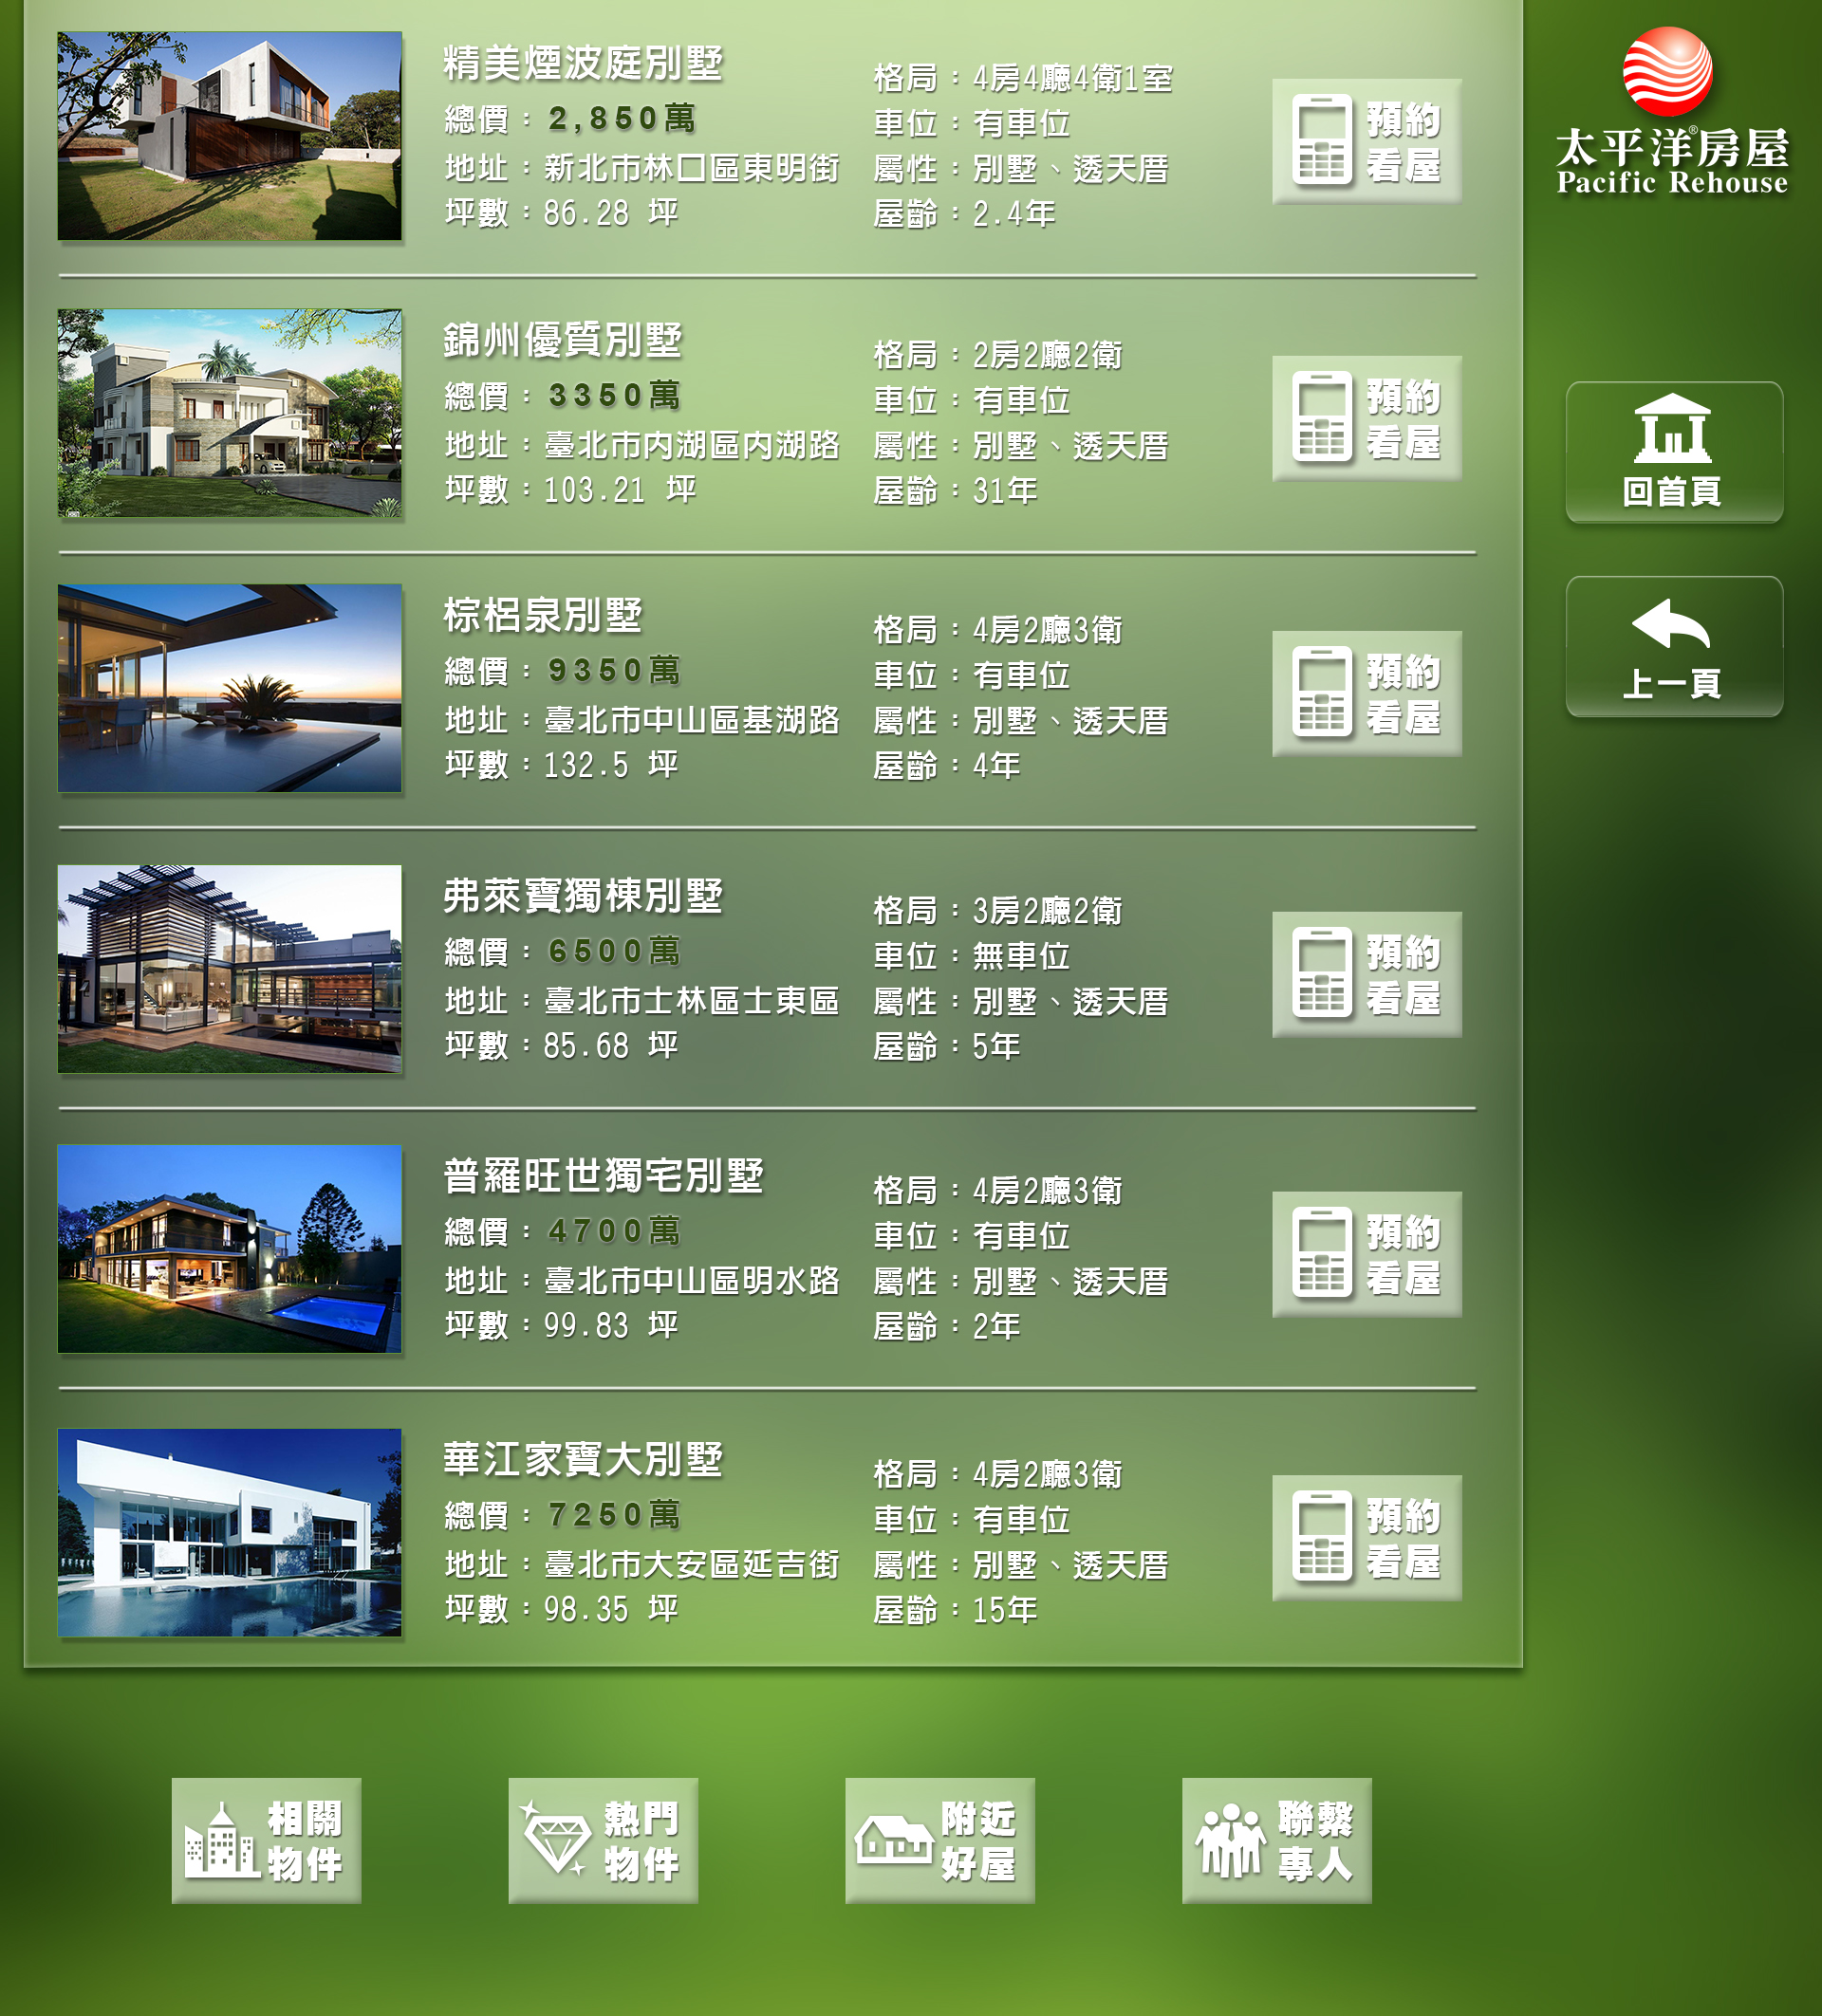 精美煙波庭別墅
總價：2,850萬
地址：新北市林口區東明街
坪數：86.28 坪
格局：4房4廳4衛1室
車位：有車位
屬性：別墅、透天厝
屋齡：2.4年
預約
看屋
錦州優質別墅
總價：3350萬
地址：臺北市內湖區內湖路
坪數：103.21 坪
格局：2房2廳2衛
車位：有車位
屬性：別墅、透天厝
屋齡：31年
預約
看屋
棕梠泉別墅
總價：9350萬
地址：臺北市中山區基湖路
坪數：132.5 坪
格局：4房2廳3衛
車位：有車位
屬性：別墅、透天厝
屋齡：4年
預約
看屋
弗萊寶獨棟別墅
總價：6500萬
地址：臺北市士林區士東區
坪數：85.68 坪
格局：3房2廳2衛
車位：無車位
屬性：別墅、透天厝
屋齡：5年
預約
看屋
普羅旺世獨宅別墅
總價：4700萬
地址：臺北市中山區明水路
坪數：99.83 坪
格局：4房2廳3衛
車位：有車位
屬性：別墅、透天厝
屋齡：2年
預約
看屋
華江家寶大別墅
總價：7250萬
地址：臺北市大安區延吉街
坪數：98.35 坪
格局：4房2廳3衛
車位：有車位
屬性：別墅、透天厝
屋齡：15年
預約
看屋
太平洋®房屋
Pacific Rehouse
回首頁
上一頁
相關
物件
熱門
物件
附近
好屋
聯繫
專人